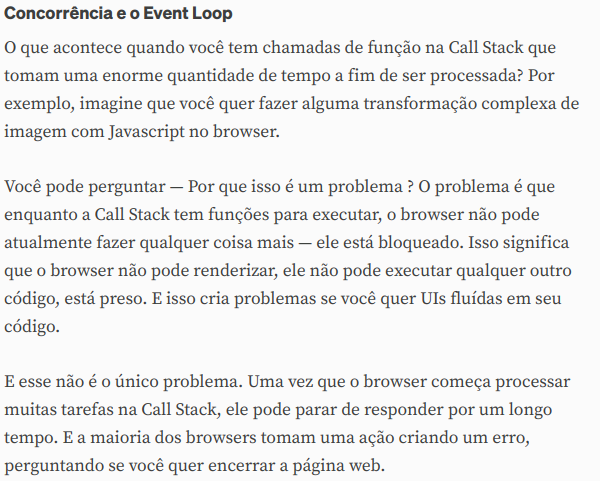 Concorrência e o Event Loop
O que acontece quando você tem chamadas de função na Call Stack que
tomam uma enorme quantidade de tempo a fim de ser processada? Por
exemplo, imagine que você quer fazer alguma transformação complexa de
imagem com Javascript no browser.
Você pode perguntar — Por que isso é um problema ? O problema é que
enquanto a Call Stack tem funções para executar, o browser não pode
atualmente fazer qualquer coisa mais — ele está bloqueado. Isso significa
que o browser não pode renderizar, ele não pode executar qualquer outro
código, está preso. E isso cria problemas se você quer UIs fluídas em seu
código.
E esse não é o único problema. Uma vez que o browser começa processar
muitas tarefas na Call Stack, ele pode parar de responder por um longo
tempo. E a maioria dos browsers tomam uma ação criando um erro,
perguntando se você quer encerrar a página web.